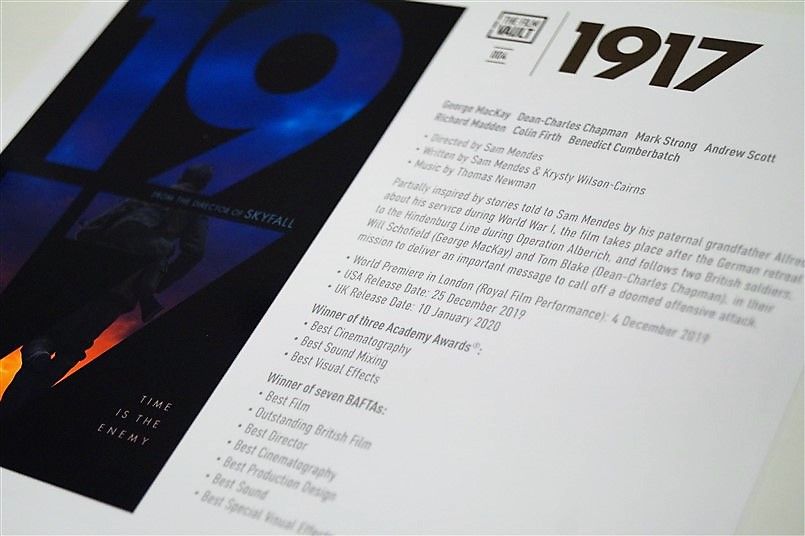 19
17
FROM THE DIRECTOR OF SKYFALL
TIME
IS THE
ENEMY
THE FILM
VAULT
004
1917
George MacKay Dean-Charles Chapman Mark Strong Andrew Scott
Richard Madden Colin Firth Benedict Cumberbatch
• Directed by Sam Mendes
• Written by Sam Mendes & Krysty Wilson-Cairns
• Music by Thomas Newman
Partially inspired by stories told to Sam Mendes by his paternal grandfather Alfred
about his service during World War I, the film takes place after the German retreat
to the Hindenburg Line during Operation Alberich, and follows two British soldiers,
Will Schofield (George MacKay) and Tom Blake (Dean-Charles Chapman), in their
mission to deliver an important message to call off a doomed offensive attack.
• World Premiere in London (Royal Film Performance): 4 December 2019
• USA Release Date: 25 December 2019
• UK Release Date: 10 January 2020
Winner of three Academy Awards®:
• Best Cinematography
• Best Sound Mixing
• Best Visual Effects
Winner of seven BAFTAs:
• Best Film
• Outstanding British Film
• Best Director
• Best Cinematography
• Best Production Design
• Best Sound
• Best Special Visual Effects